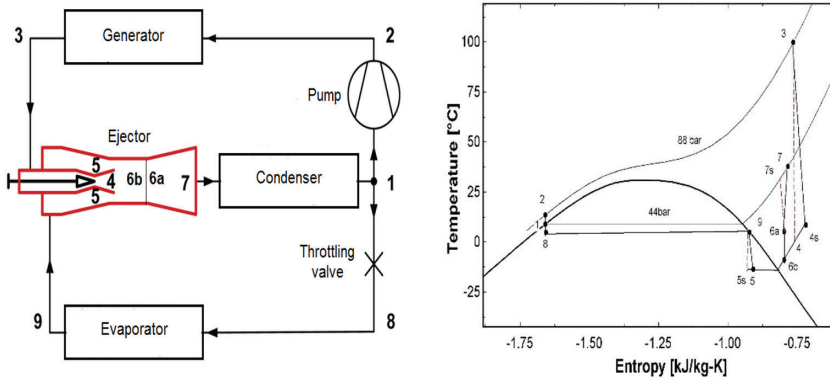 3
Generator
2
Pump
Ejector
5
4
6b
6a
7
5
Condenser
1
Throttling
valve
9
Evaporator
8
Temperature [°C]
100
75
50
25
0
-25
-1.75
-1.50
-1.25
-1.00
-0.75
Entropy [kJ/kg-K]
3
88 bar
7
7s
2
1
44bar
9
8
6a
4s
4
6b
5s
5